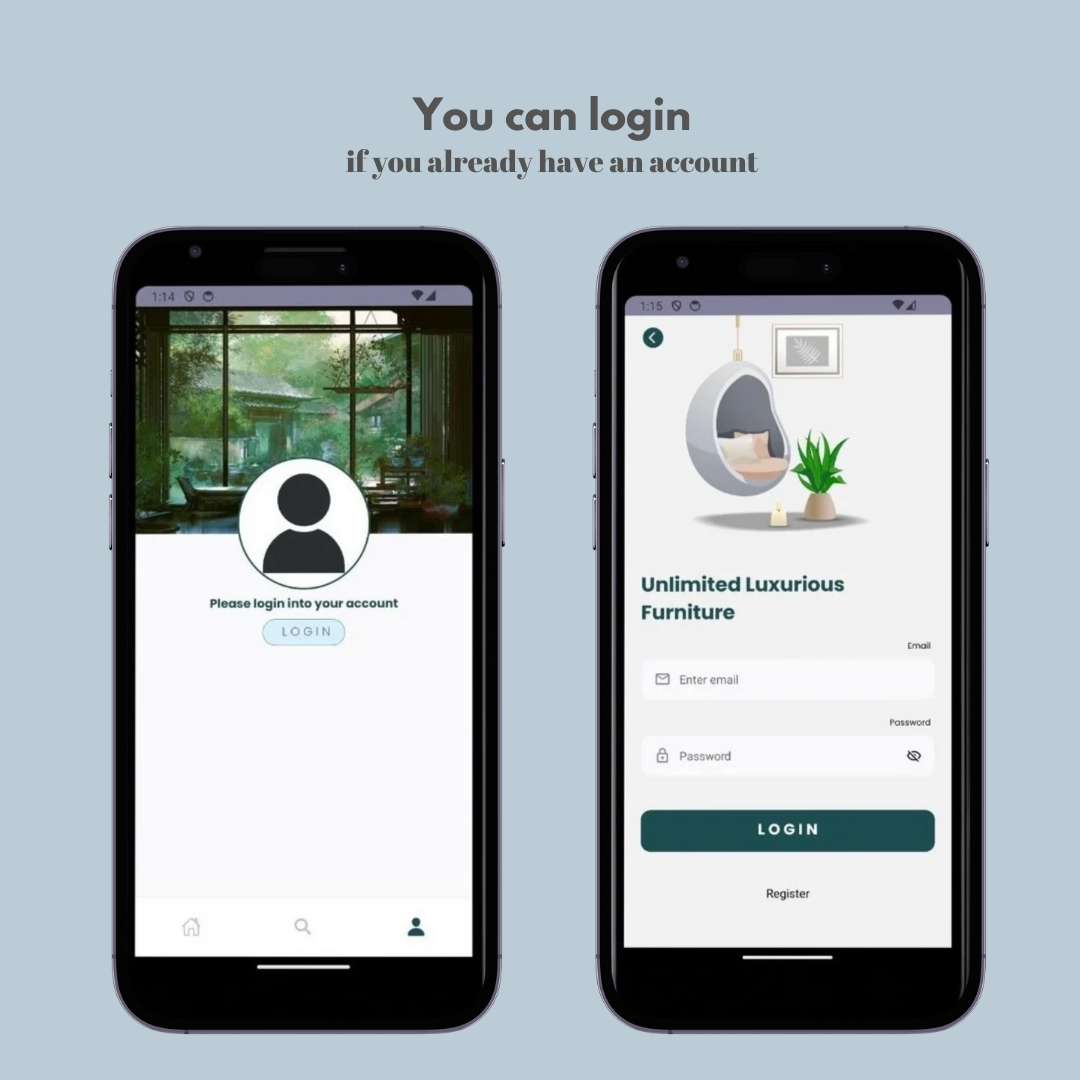 You can login
if you already have an account
1:14
Please login into your account
LOGIN
1:15
Unlimited Luxurious
Furniture
Email
Enter email
Password
Password
LOGIN
Register